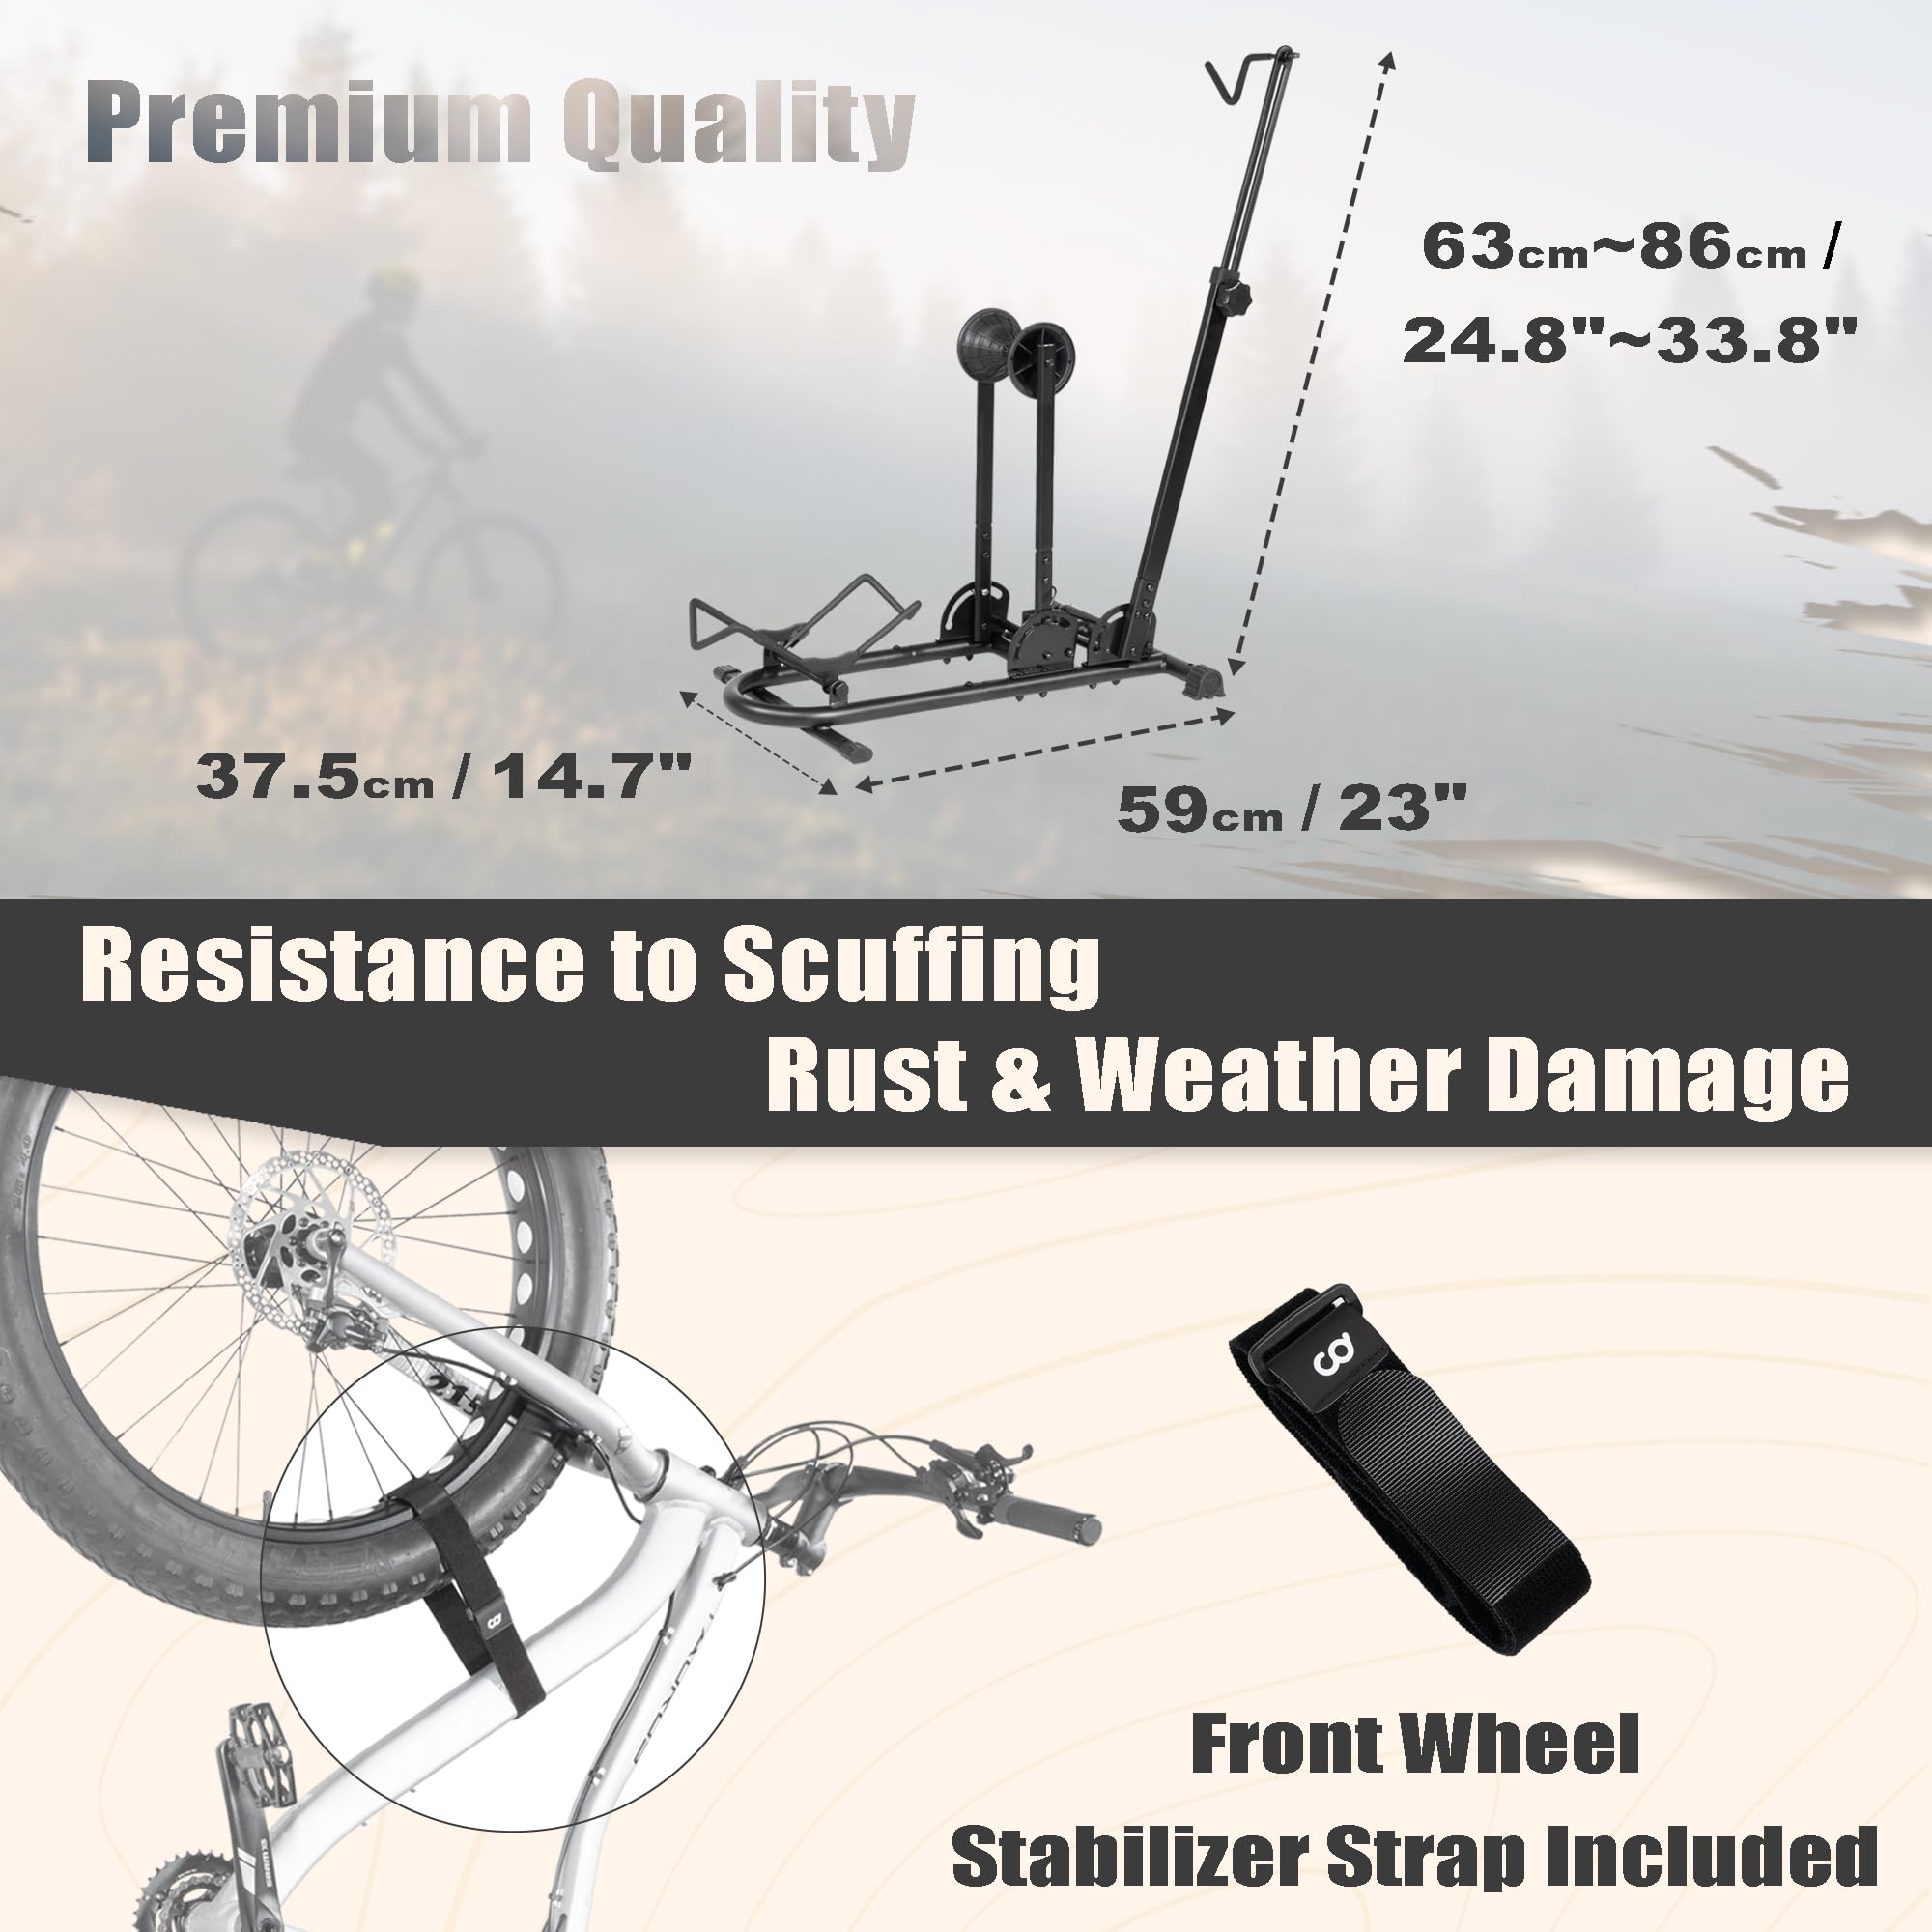 Premium Quality
63cm~86cm /
24.8"~33.8"
37.5cm / 14.7"
59cm / 23"
Resistance to Scuffing
Rust & Weather Damage
Front Wheel
Stabilizer Strap Included